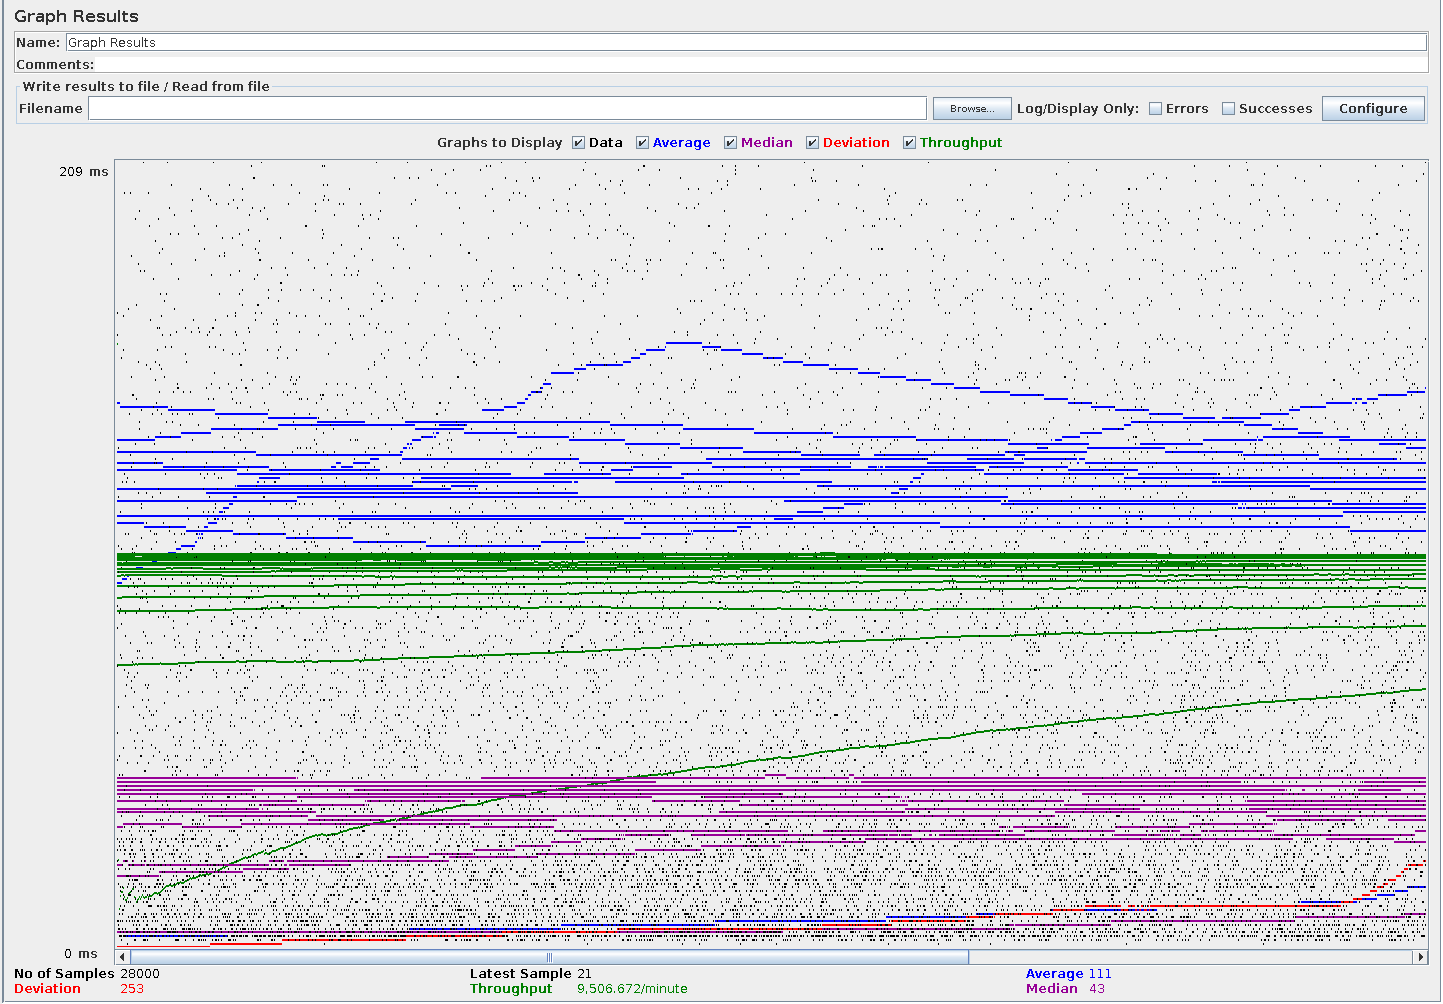 Graph Results
Name: Graph Results
Comments:
Write results to file / Read from file
Filename Browse... Log/Display Only: Errors Successes Configure
Graphs to Display Data Average Median Deviation Throughput
209 ms
0 ms
No of Samples 28000 Latest Sample 21 Average 111
Deviation 253 Throughput 9,506.672/minute Median 43